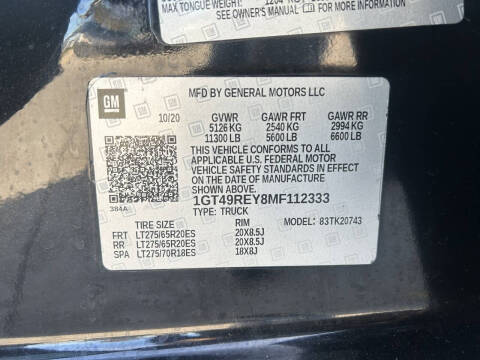 MAX TONGUE WEIGHT: 1204 KG
SEE OWNER'S MANUAL FOR MORE INFORMATION
GM
MFD BY GENERAL MOTORS LLC
10/20 GVWR GAWR FRT GAWR RR
5126 KG 2540 KG 2994 KG
11300 LB 5600 LB 6600 LB
THIS VEHICLE CONFORMS TO ALL
APPLICABLE U.S. FEDERAL MOTOR
VEHICLE SAFETY STANDARDS IN EFFECT
ON THE DATE OF MANUFACTURE
SHOWN ABOVE.
384A
1GT49REY8MF112333
TYPE: TRUCK MODEL: 83TK20743
TIRE SIZE RIM
FRT LT275/65R20ES 20X8.5J
RR LT275/65R20ES 20X8.5J
SPA LT275/70R18ES 18X8J